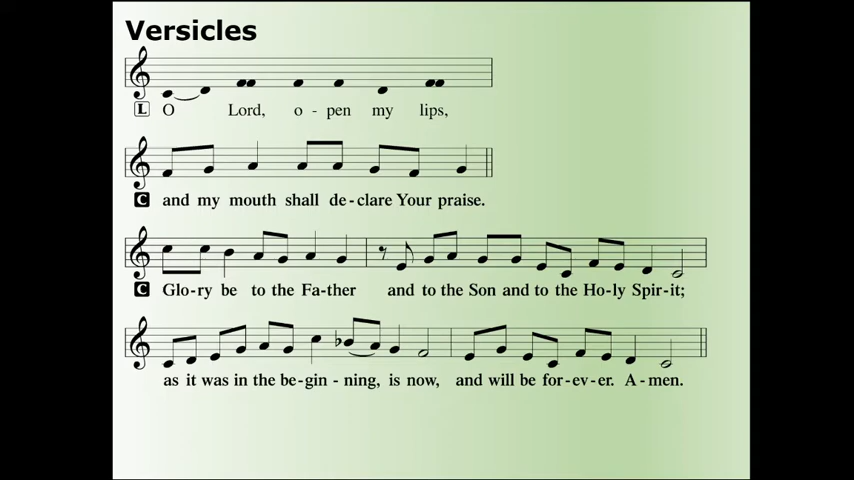 Versicles
L O Lord, o - pen my lips,
C and my mouth shall de - clare Your praise.
C Glo - ry be to the Fa - ther and to the Son and to the Ho - ly Spir - it;
as it was in the be - gin - ning, is now, and will be for - ev - er. A - men.